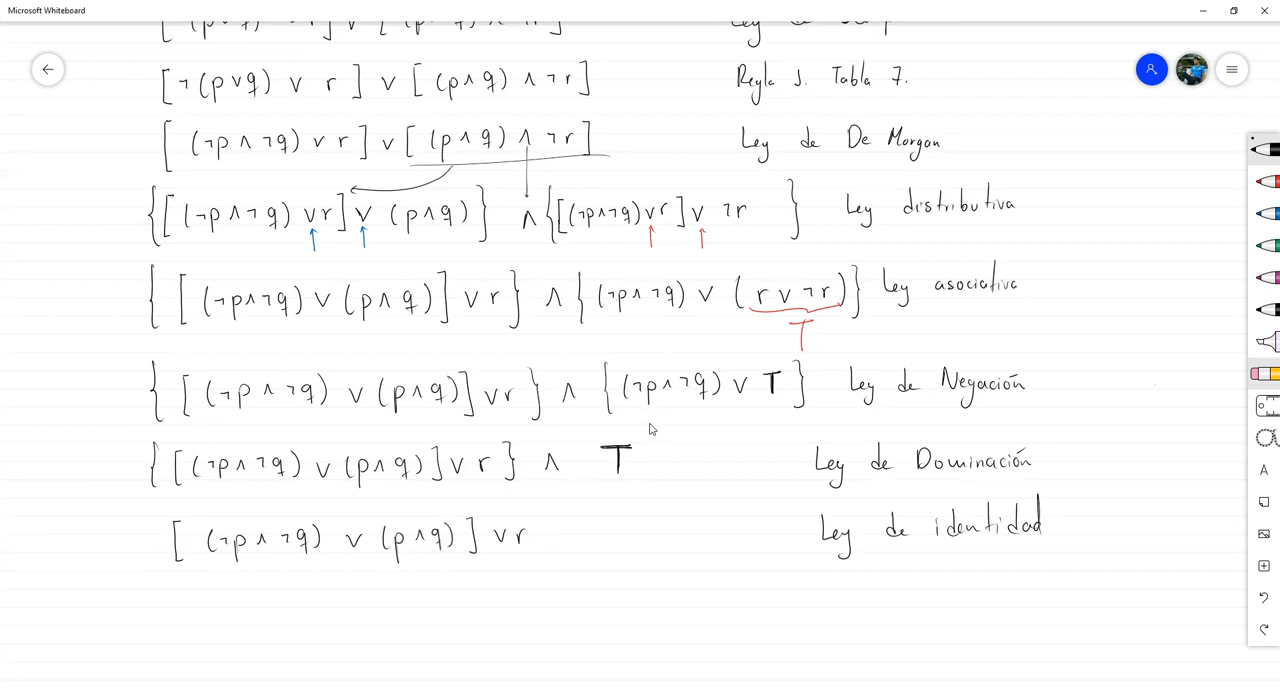 Microsoft Whiteboard
[¬(p∨q) ∨ r] ∨ [(p∧q) ∧ ¬r] Regla 5. Tabla 7.
[(¬p∧¬q) ∨ r] ∨ [(p∧q) ∧ ¬r] Ley de De Morgan
{[(¬p∧¬q) ∨r] ∨ (p∧q)} ∧ {[(¬p∧¬q)∨r]∨ ¬r } Ley distributiva
{[(¬p∧¬q) ∨ (p∧q)] ∨r} ∧ {(¬p∧¬q) ∨ (r∨¬r)} Ley asociativa
T
{[(¬p∧¬q) ∨ (p∧q)] ∨r} ∧ {(¬p∧¬q) ∨ T} Ley de Negación
{[(¬p∧¬q) ∨ (p∧q)] ∨ r} ∧ T Ley de Dominación
[(¬p∧¬q) ∨ (p∧q)] ∨r Ley de identidad
A